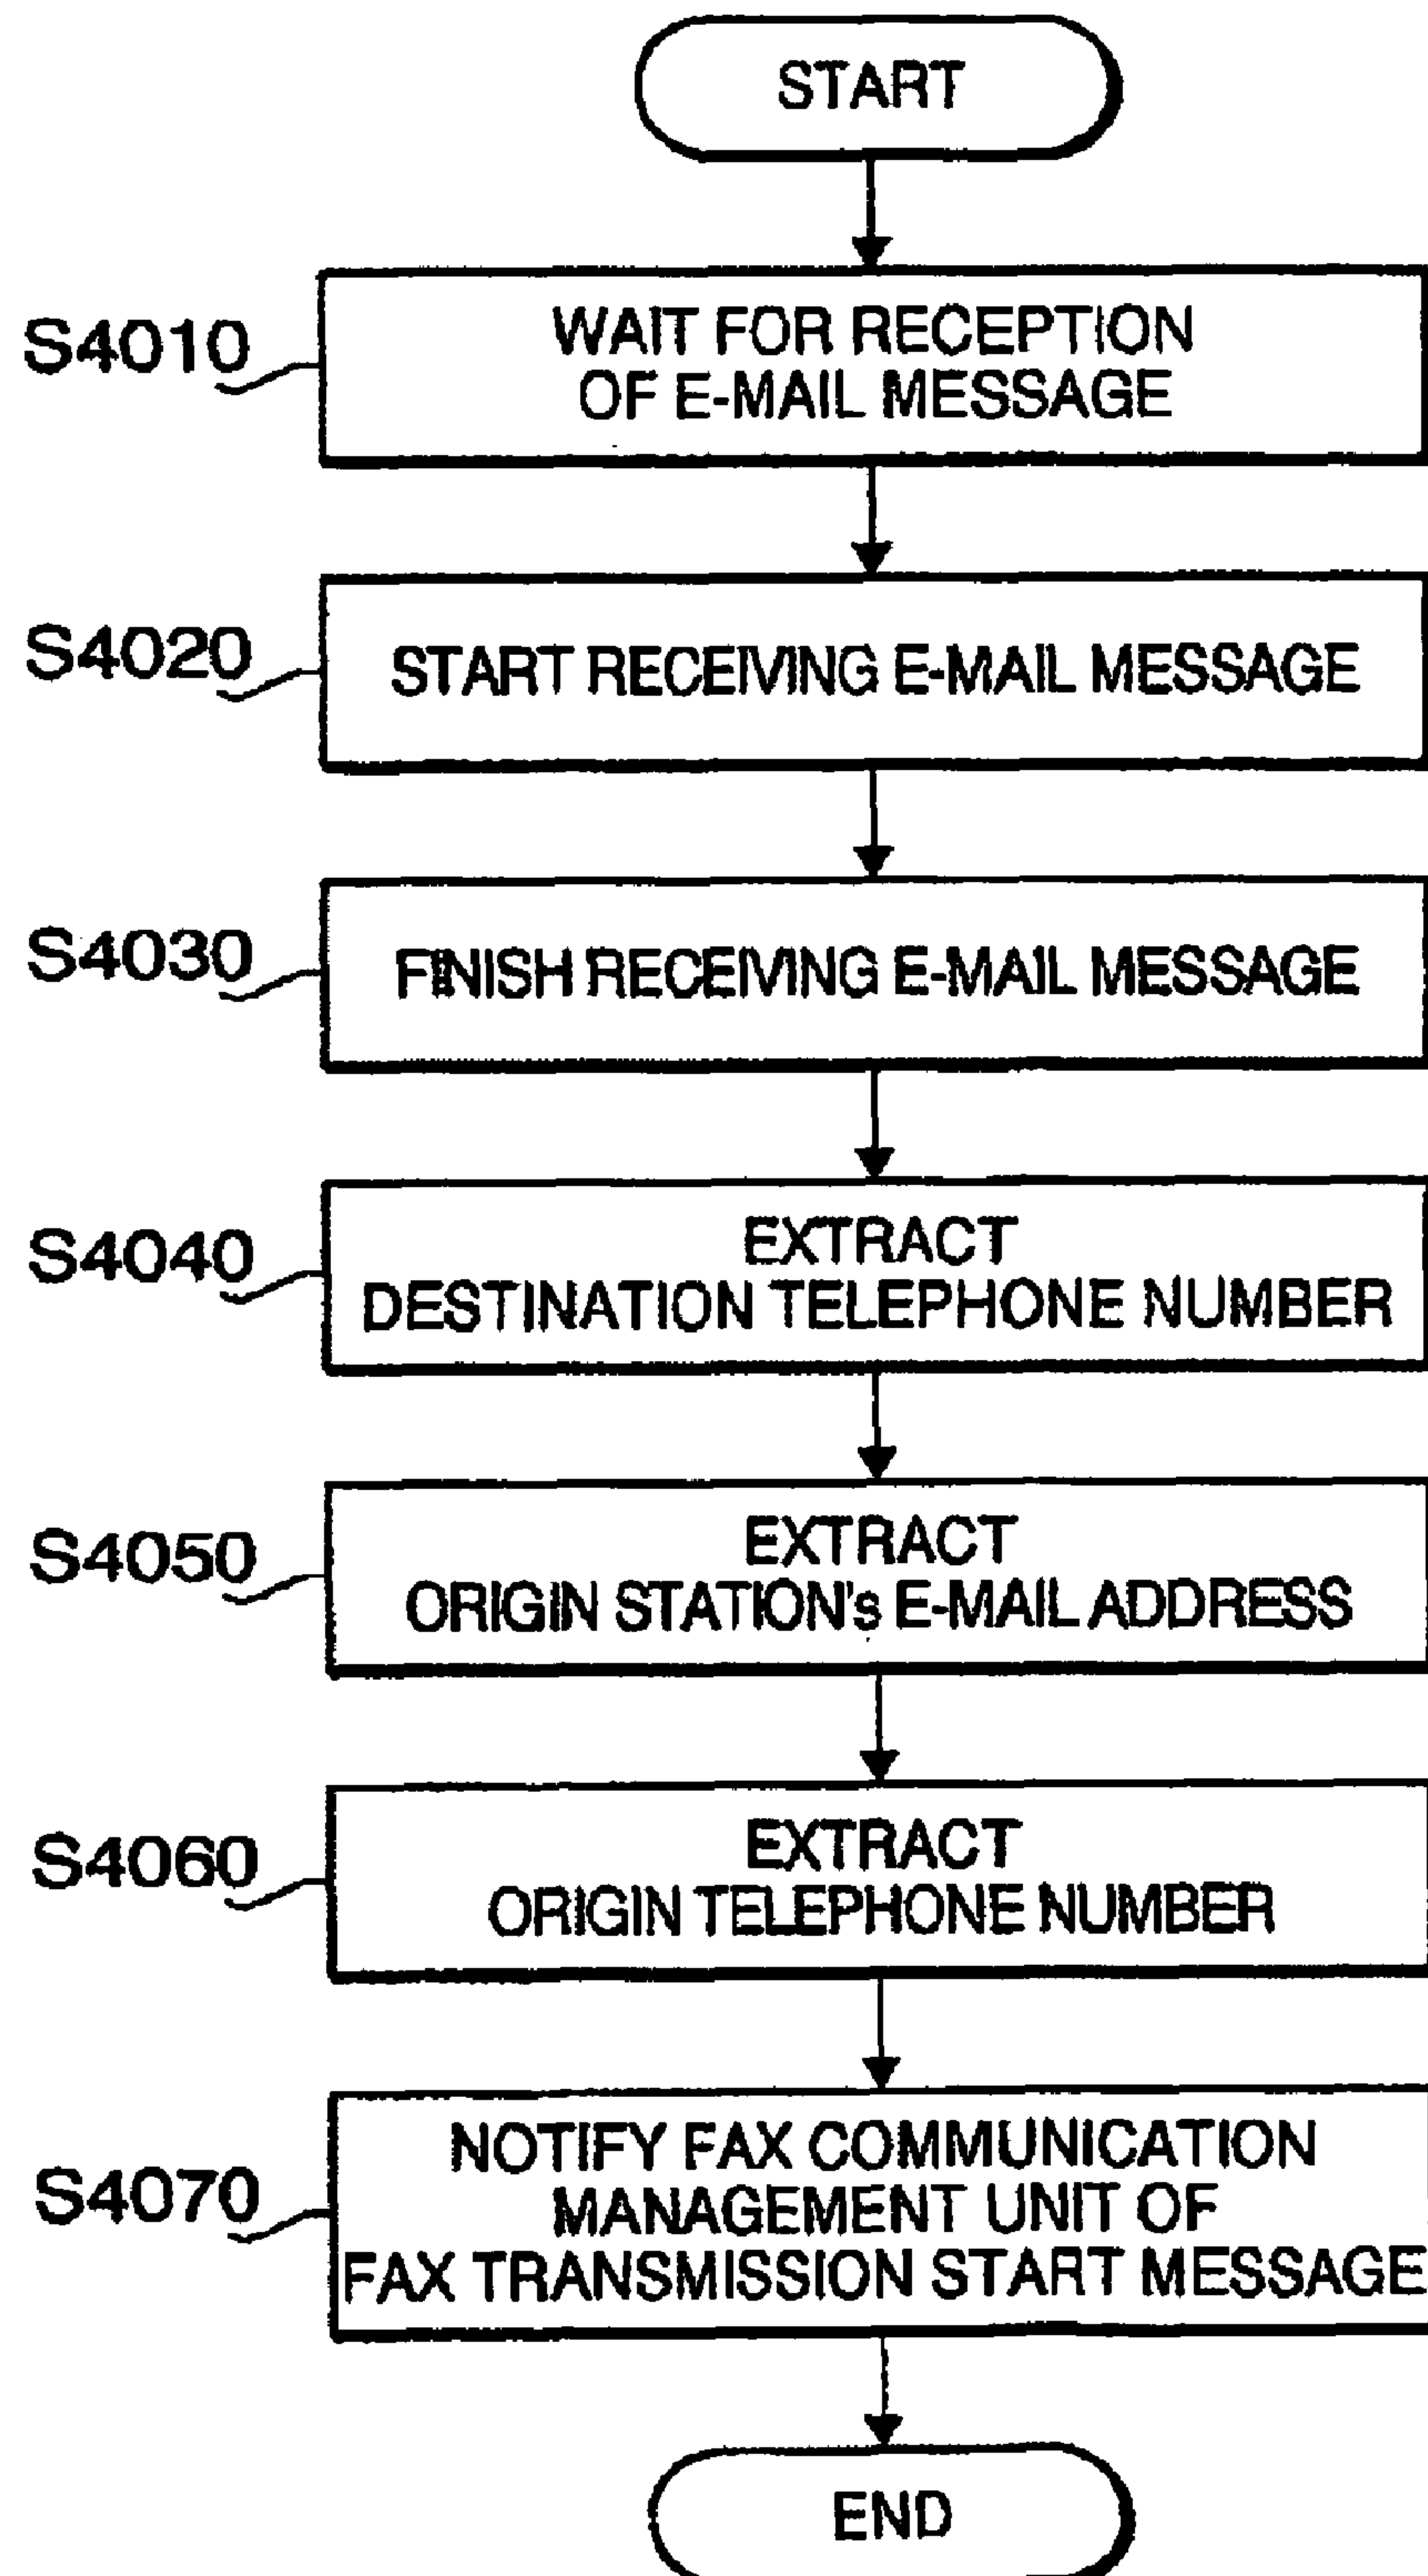 START
S4010
WAIT FOR RECEPTION
OF E-MAIL MESSAGE
S4020
START RECEIVING E-MAIL MESSAGE
S4030
FINISH RECEIVING E-MAIL MESSAGE
S4040
EXTRACT
DESTINATION TELEPHONE NUMBER
S4050
EXTRACT
ORIGIN STATION's E-MAIL ADDRESS
S4060
EXTRACT
ORIGIN TELEPHONE NUMBER
S4070
NOTIFY FAX COMMUNICATION
MANAGEMENT UNIT OF
FAX TRANSMISSION START MESSAGE
END